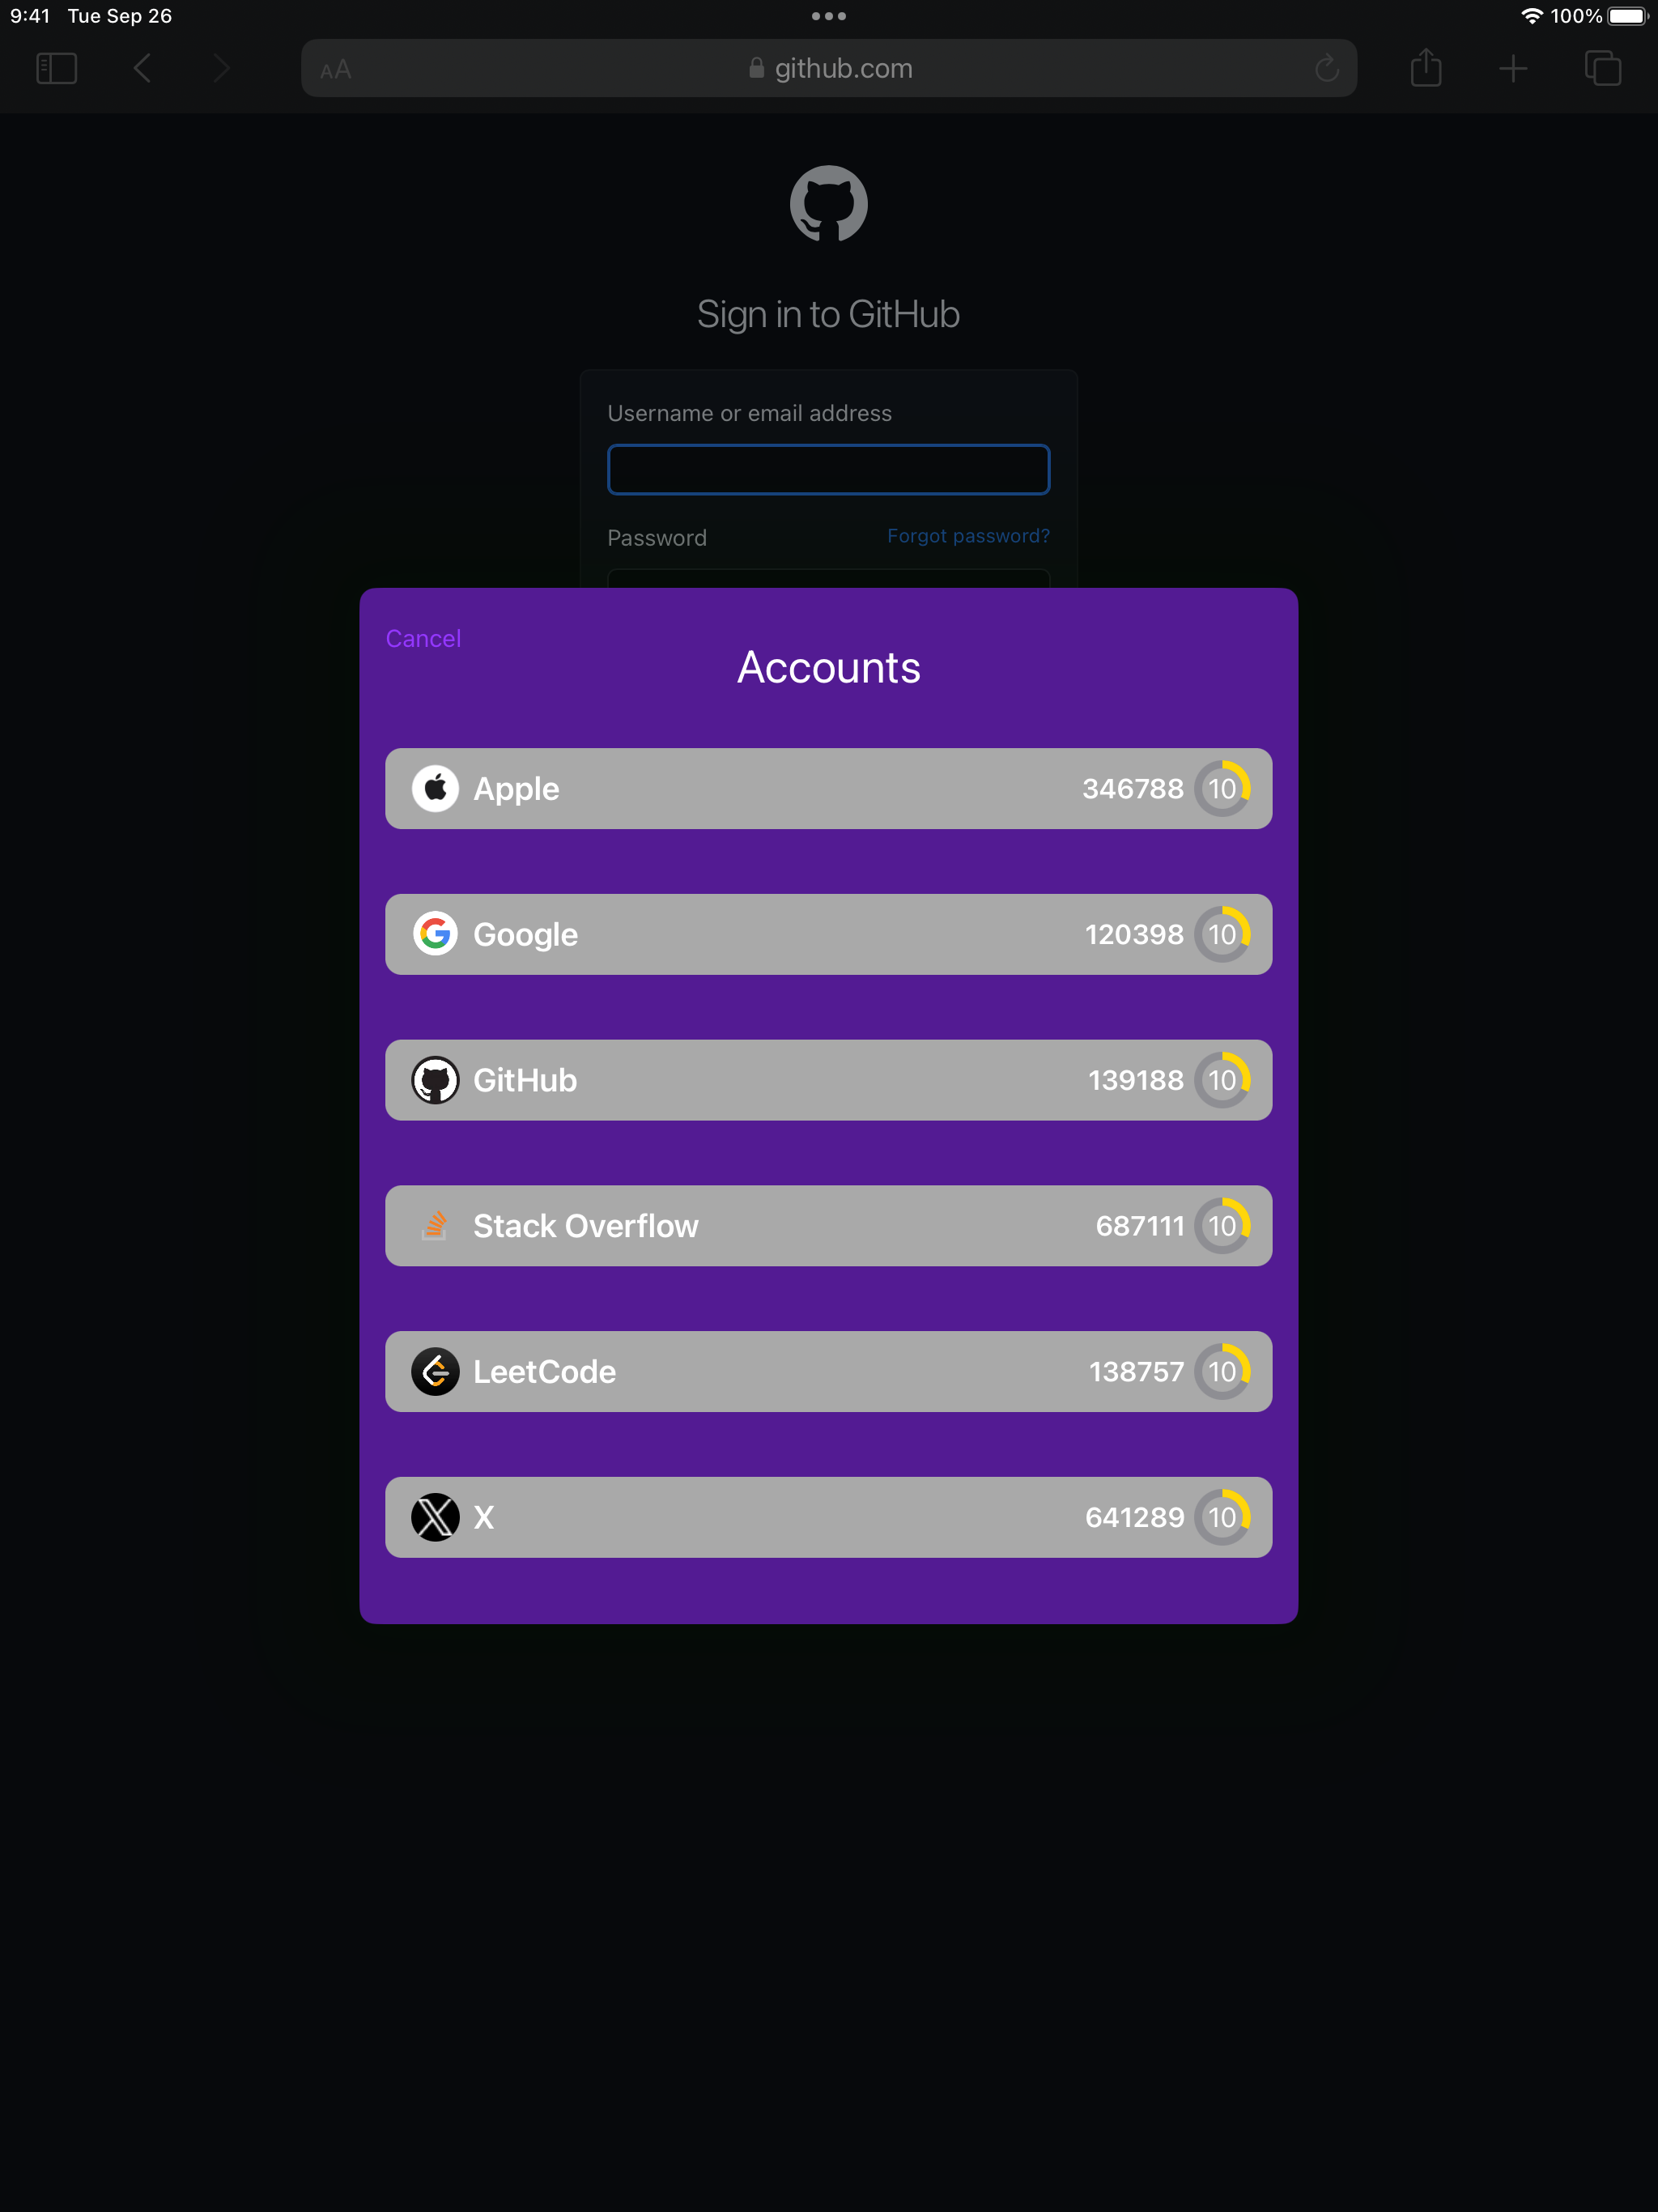 9:41 Tue Sep 26
100%
AA
github.com
Sign in to GitHub
Username or email address
Password
Forgot password?
Cancel
Accounts
Apple 346788 10
Google 120398 10
GitHub 139188 10
Stack Overflow 687111 10
LeetCode 138757 10
X 641289 10